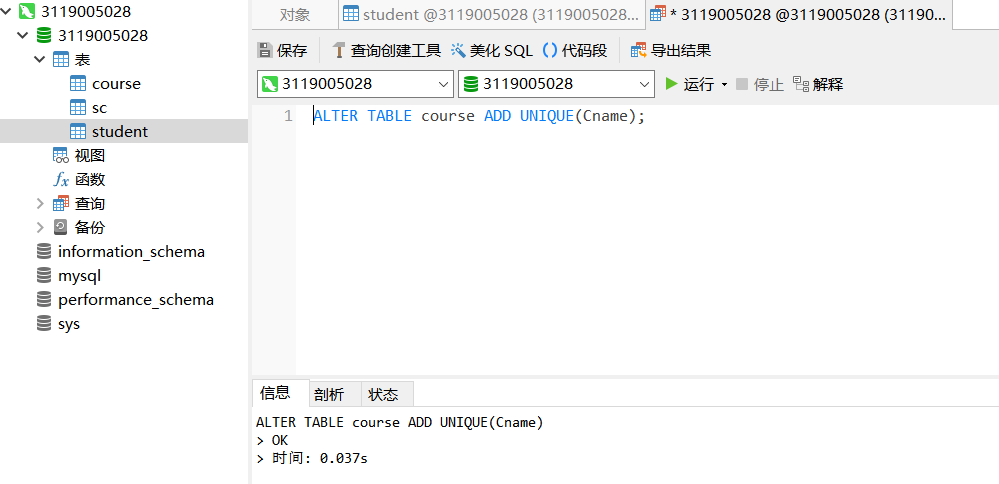 3119005028
3119005028
表
course
sc
student
视图
fx 函数
查询
备份
information_schema
mysql
performance_schema
sys
对象 student @3119005028 (3119005028... * 3119005028 @3119005028 (31190...
保存 查询创建工具 美化 SQL () 代码段 导出结果
3119005028 3119005028 运行 停止 解释
1 ALTER TABLE course ADD UNIQUE(Cname);
信息 剖析 状态
ALTER TABLE course ADD UNIQUE(Cname)
> OK
> 时间: 0.037s